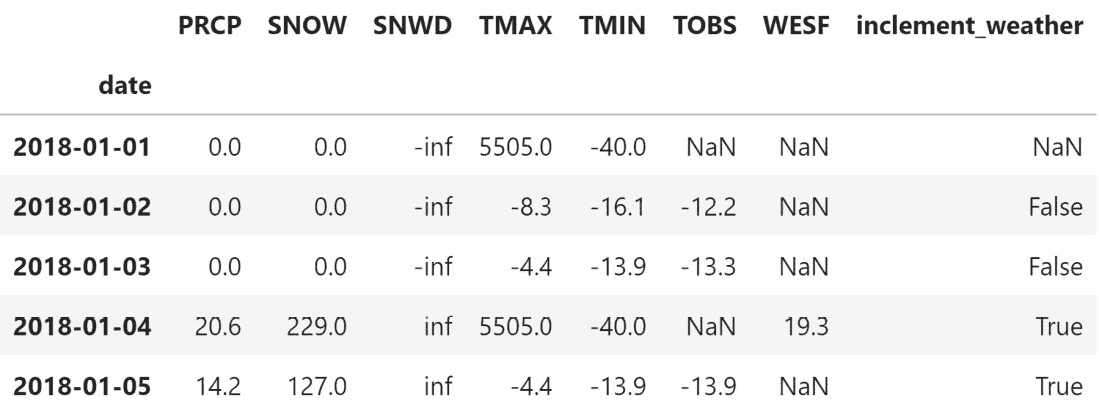 PRCP SNOW SNWD TMAX TMIN TOBS WESF inclement_weather
date
2018-01-01 0.0 0.0 -inf 5505.0 -40.0 NaN NaN NaN
2018-01-02 0.0 0.0 -inf -8.3 -16.1 -12.2 NaN False
2018-01-03 0.0 0.0 -inf -4.4 -13.9 -13.3 NaN False
2018-01-04 20.6 229.0 inf 5505.0 -40.0 NaN 19.3 True
2018-01-05 14.2 127.0 inf -4.4 -13.9 -13.9 NaN True